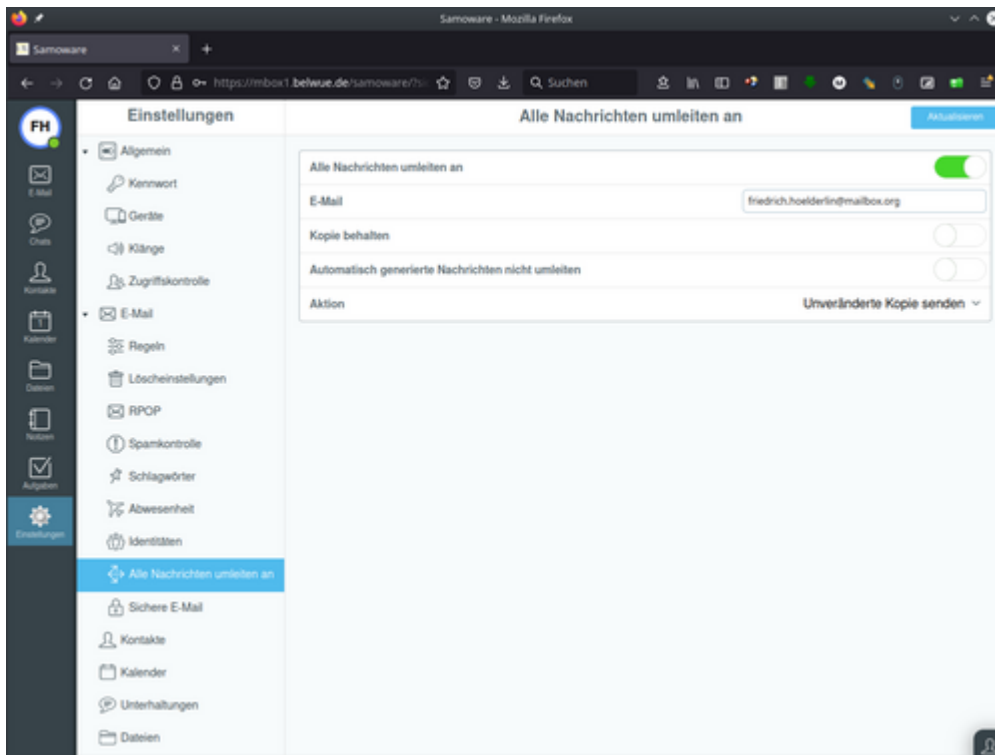 Samoware - Mozilla Firefox
Samoware
https://mbox1.belwue.de/samoware/?si
Suchen
FH
E-Mail
Chats
Kontakte
Kalender
Dateien
Notizen
Aufgaben
Einstellungen
Einstellungen
Allgemein
Kennwort
Geräte
Klänge
Zugriffskontrolle
E-Mail
Regeln
Löscheinstellungen
RPOP
Spamkontrolle
Schlagwörter
Abwesenheit
Identitäten
Alle Nachrichten umleiten an
Sichere E-Mail
Kontakte
Kalender
Unterhaltungen
Dateien
Alle Nachrichten umleiten an
Aktualisieren
Alle Nachrichten umleiten an
E-Mail
friedrich.hoelderlin@mailbox.org
Kopie behalten
Automatisch generierte Nachrichten nicht umleiten
Aktion
Unveränderte Kopie senden